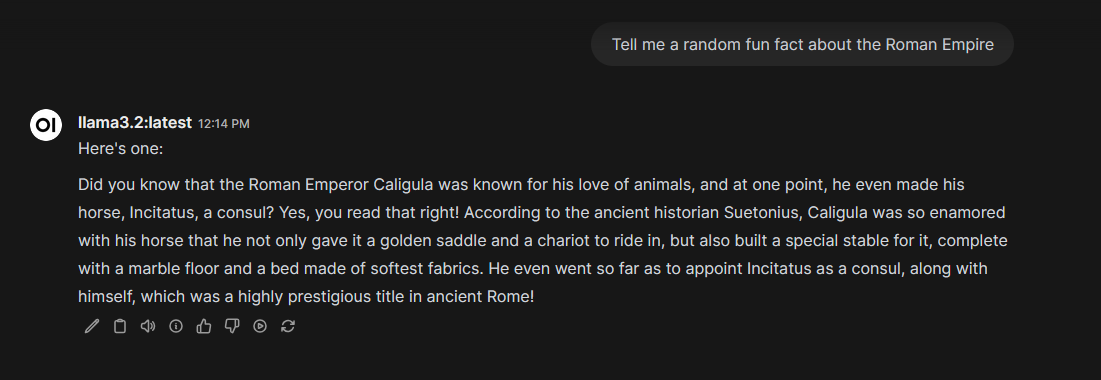 Tell me a random fun fact about the Roman Empire
OI
llama3.2:latest 12:14 PM
Here's one:
Did you know that the Roman Emperor Caligula was known for his love of animals, and at one point, he even made his
horse, Incitatus, a consul? Yes, you read that right! According to the ancient historian Suetonius, Caligula was so enamored
with his horse that he not only gave it a golden saddle and a chariot to ride in, but also built a special stable for it, complete
with a marble floor and a bed made of softest fabrics. He even went so far as to appoint Incitatus as a consul, along with
himself, which was a highly prestigious title in ancient Rome!